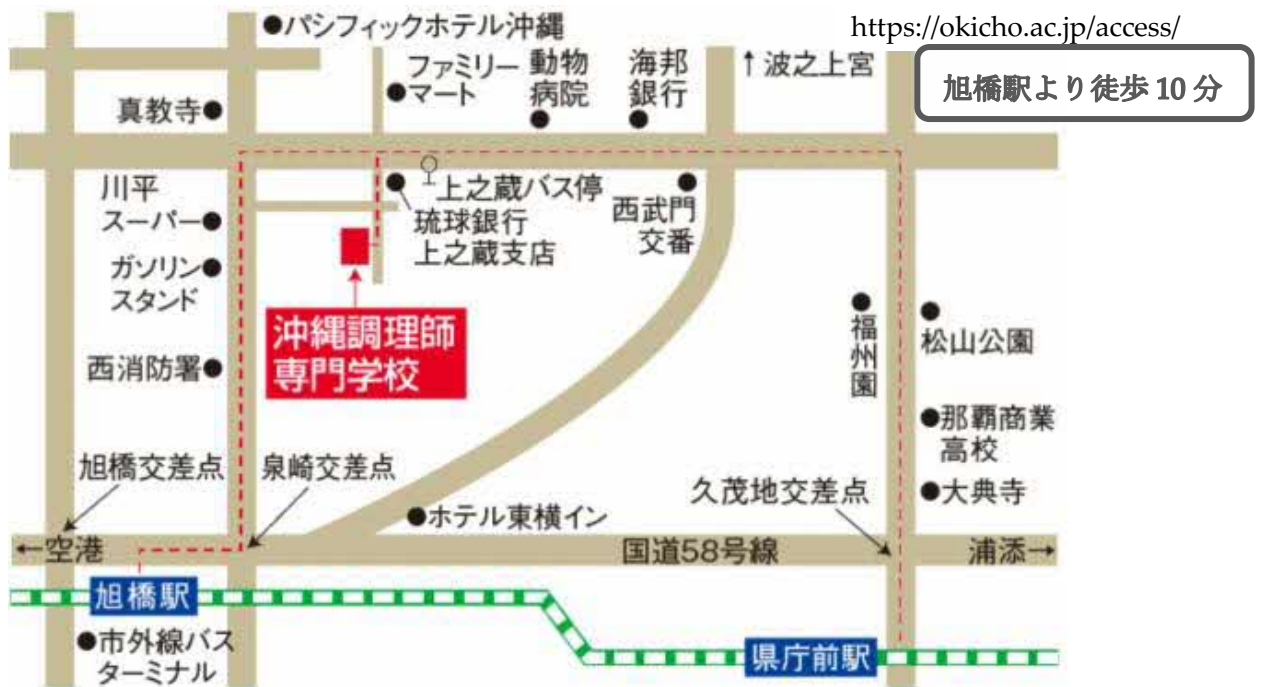 ●パシフィックホテル沖縄
https://okicho.ac.jp/access/
旭橋駅より徒歩10分
ファミリー
●マート
動物
病院
海邦
銀行
↑波之上宮
真教寺●
川平
スーパー●
上之蔵バス停
琉球銀行
上之蔵支店
西武門
交番
ガソリン●
スタンド
沖縄調理師
専門学校
福州園
松山公園
西消防署●
●那覇商業
高校
旭橋交差点
泉崎交差点
久茂地交差点
●大典寺
●ホテル東横イン
←空港
国道58号線
浦添→
旭橋駅
●市外線バス
ターミナル
県庁前駅